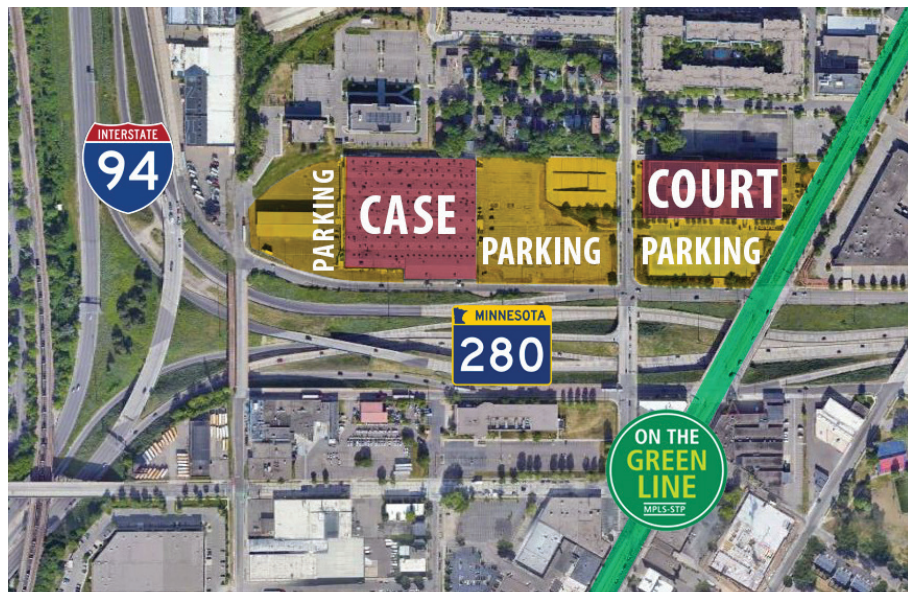 INTERSTATE
94
PARKING
CASE
PARKING
COURT
PARKING
MINNESOTA
280
ON THE
GREEN
LINE
MPLS-STP